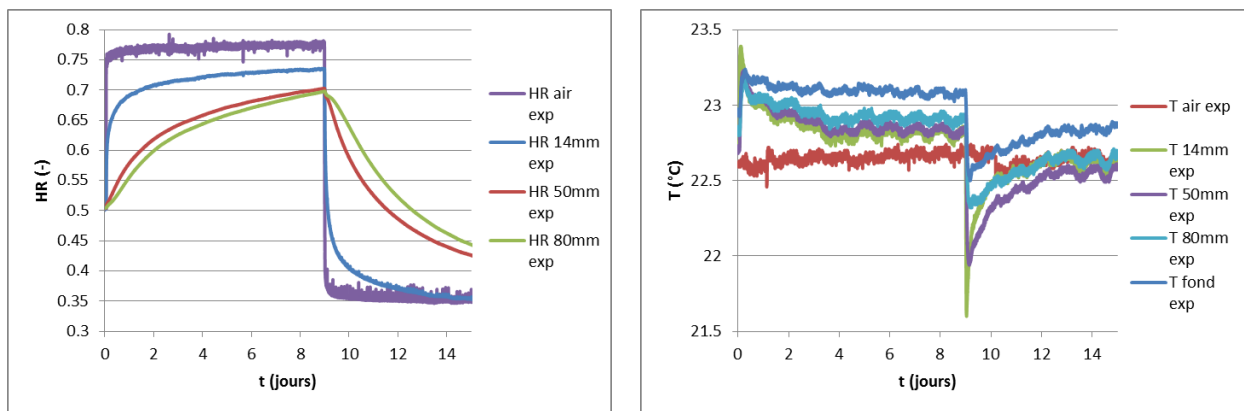 HR (-)
0.8
0.75
0.7
0.65
0.6
0.55
0.5
0.45
0.4
0.35
0.3
0 2 4 6 8 10 12 14
t (jours)
HR air
exp
HR 14mm
exp
HR 50mm
exp
HR 80mm
exp
T (°C)
23.5
23
22.5
22
21.5
0 2 4 6 8 10 12 14
t (jours)
T air exp
T 14mm
exp
T 50mm
exp
T 80mm
exp
T fond
exp